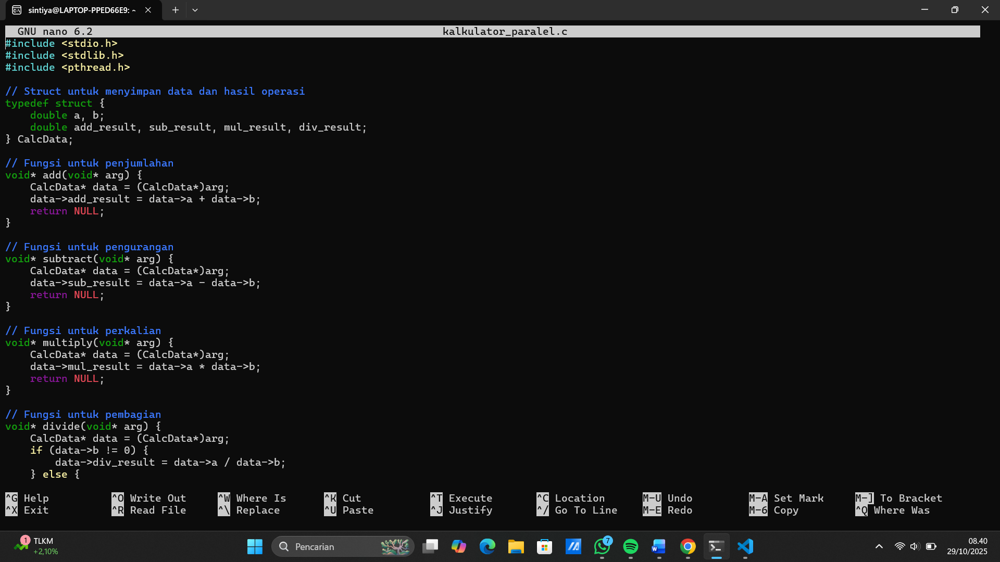 sintiya@LAPTOP-PPED66E9: ~
GNU nano 6.2 kalkulator_paralel.c
#include <stdio.h>
#include <stdlib.h>
#include <pthread.h>
// Struct untuk menyimpan data dan hasil operasi
typedef struct {
    double a, b;
    double add_result, sub_result, mul_result, div_result;
} CalcData;
// Fungsi untuk penjumlahan
void* add(void* arg) {
    CalcData* data = (CalcData*)arg;
    data->add_result = data->a + data->b;
    return NULL;
}
// Fungsi untuk pengurangan
void* subtract(void* arg) {
    CalcData* data = (CalcData*)arg;
    data->sub_result = data->a - data->b;
    return NULL;
}
// Fungsi untuk perkalian
void* multiply(void* arg) {
    CalcData* data = (CalcData*)arg;
    data->mul_result = data->a * data->b;
    return NULL;
}
// Fungsi untuk pembagian
void* divide(void* arg) {
    CalcData* data = (CalcData*)arg;
    if (data->b != 0) {
        data->div_result = data->a / data->b;
    } else {
^G Help ^O Write Out ^W Where Is ^K Cut ^T Execute ^C Location M-U Undo M-A Set Mark M-] To Bracket
^X Exit ^R Read File ^\ Replace ^U Paste ^J Justify ^/ Go To Line M-E Redo M-6 Copy ^Q Where Was
1 TLKM
+2,10%
Pencarian
7
08.40
29/10/2025